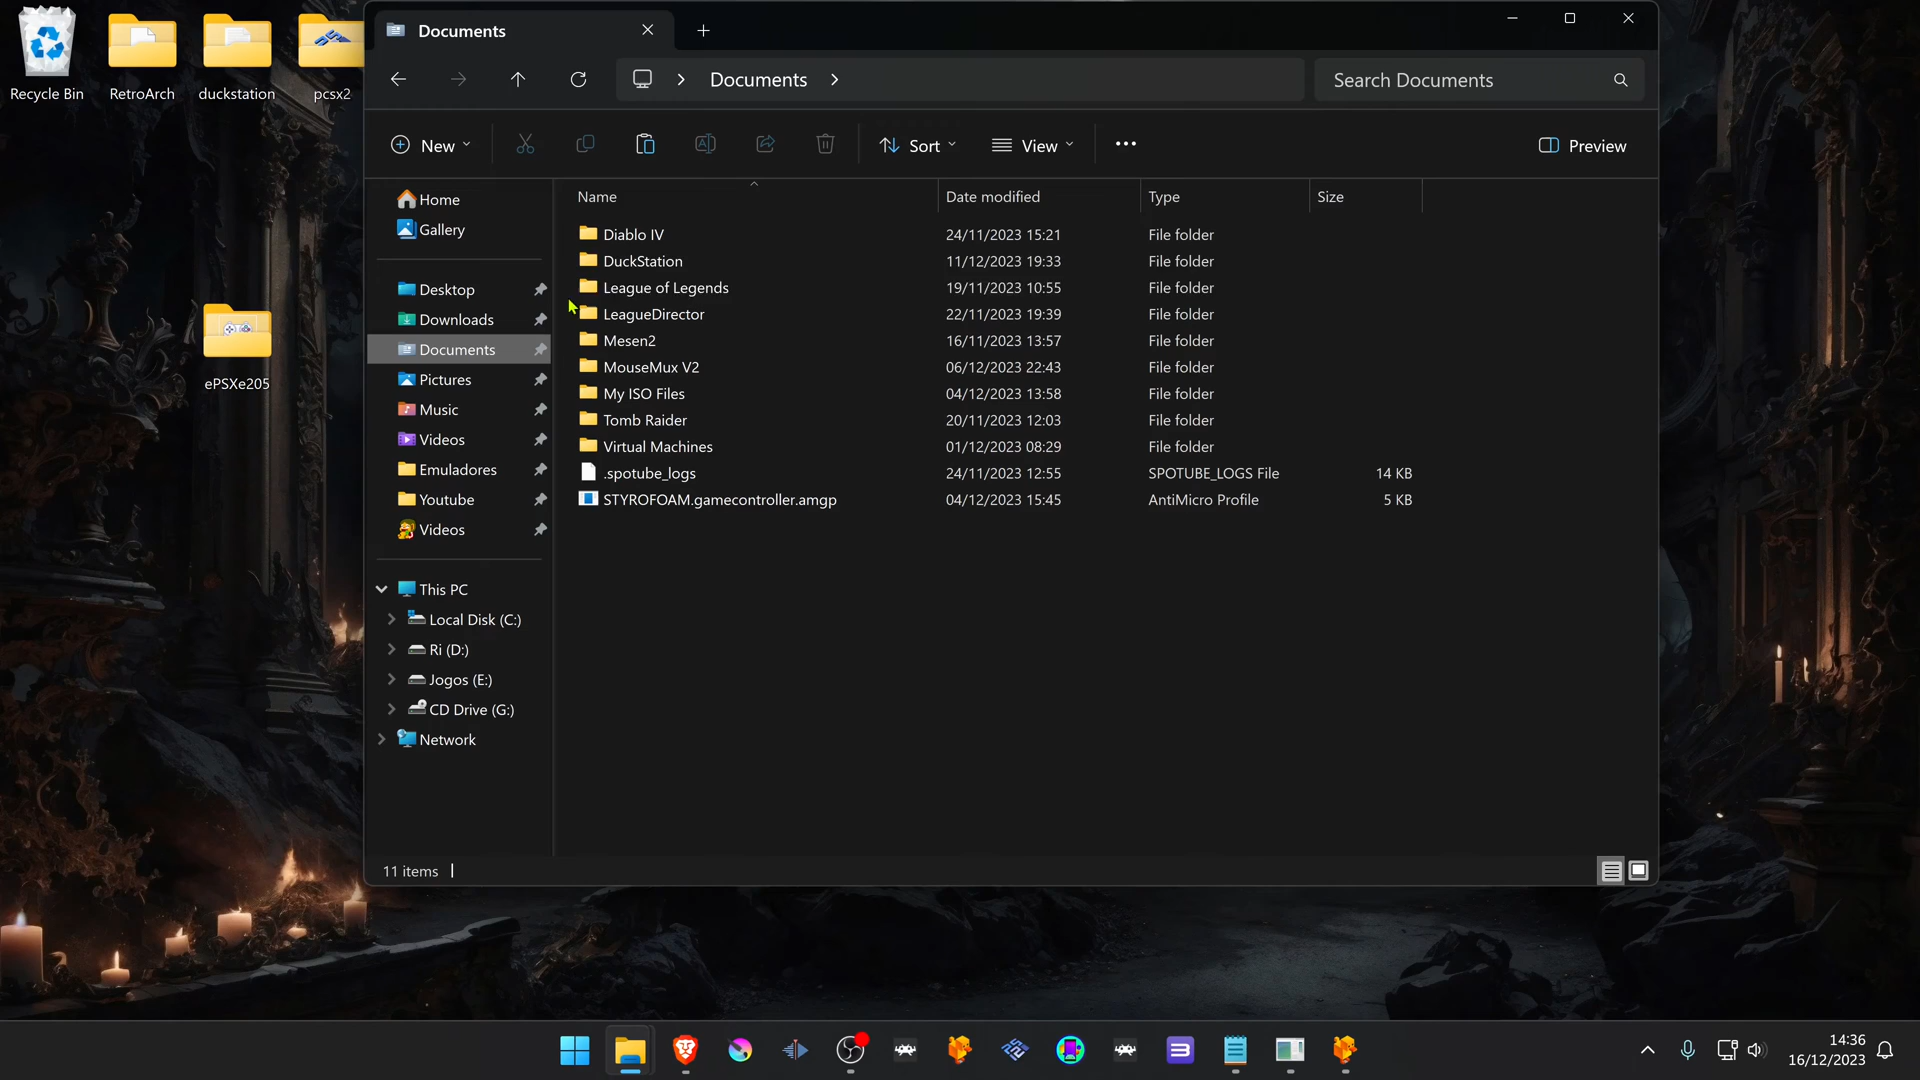 Recycle Bin
RetroArch
duckstation
pcsx2
ePSXe205
Documents
Documents
Search Documents
New
Sort
View
Preview
Home
Gallery
Desktop
Downloads
Documents
Pictures
Music
Videos
Emuladores
Youtube
Videos
This PC
Local Disk (C:)
Ri (D:)
Jogos (E:)
CD Drive (G:)
Network
Name Date modified Type Size
Diablo IV 24/11/2023 15:21 File folder
DuckStation 11/12/2023 19:33 File folder
League of Legends 19/11/2023 10:55 File folder
LeagueDirector 22/11/2023 19:39 File folder
Mesen2 16/11/2023 13:57 File folder
MouseMux V2 06/12/2023 22:43 File folder
My ISO Files 04/12/2023 13:58 File folder
Tomb Raider 20/11/2023 12:03 File folder
Virtual Machines 01/12/2023 08:29 File folder
.spotube_logs 24/11/2023 12:55 SPOTUBE_LOGS File 14 KB
STYROFOAM.gamecontroller.amgp 04/12/2023 15:45 AntiMicro Profile 5 KB
11 items
14:36
16/12/2023